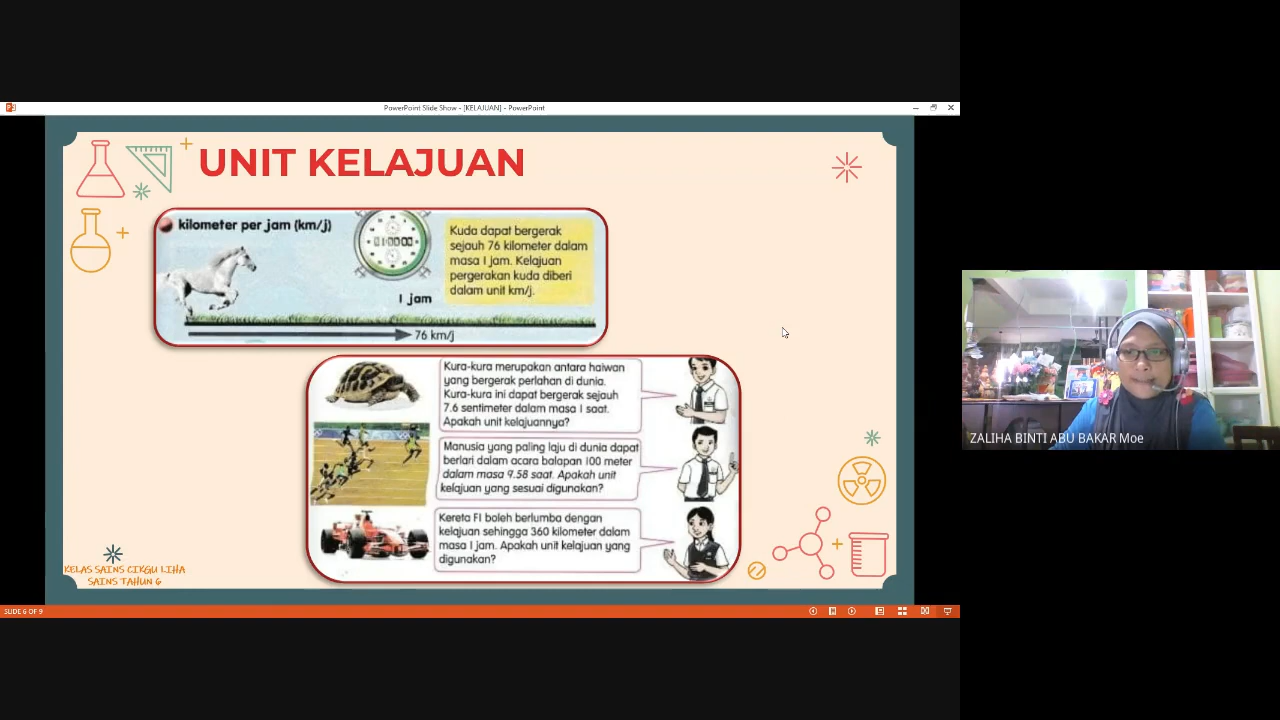 PowerPoint Slide Show - [KELAJUAN] - PowerPoint
UNIT KELAJUAN
kilometer per jam (km/j)
01:00:00
1 jam
76 km/j
Kuda dapat bergerak
sejauh 76 kilometer dalam
masa 1 jam. Kelajuan
pergerakan kuda diberi
dalam unit km/j.
Kura-kura merupakan antara haiwan
yang bergerak perlahan di dunia.
Kura-kura ini dapat bergerak sejauh
7.6 sentimeter dalam masa 1 saat.
Apakah unit kelajuannya?
Manusia yang paling laju di dunia dapat
berlari dalam acara balapan 100 meter
dalam masa 9.58 saat. Apakah unit
kelajuan yang sesuai digunakan?
Kereta F1 boleh berlumba dengan
kelajuan sehingga 360 kilometer dalam
masa 1 jam. Apakah unit kelajuan yang
digunakan?
KELAS SAINS CIKGU LIHA
SAINS TAHUN 6
SLIDE 6 OF 9
ZALIHA BINTI ABU BAKAR Moe